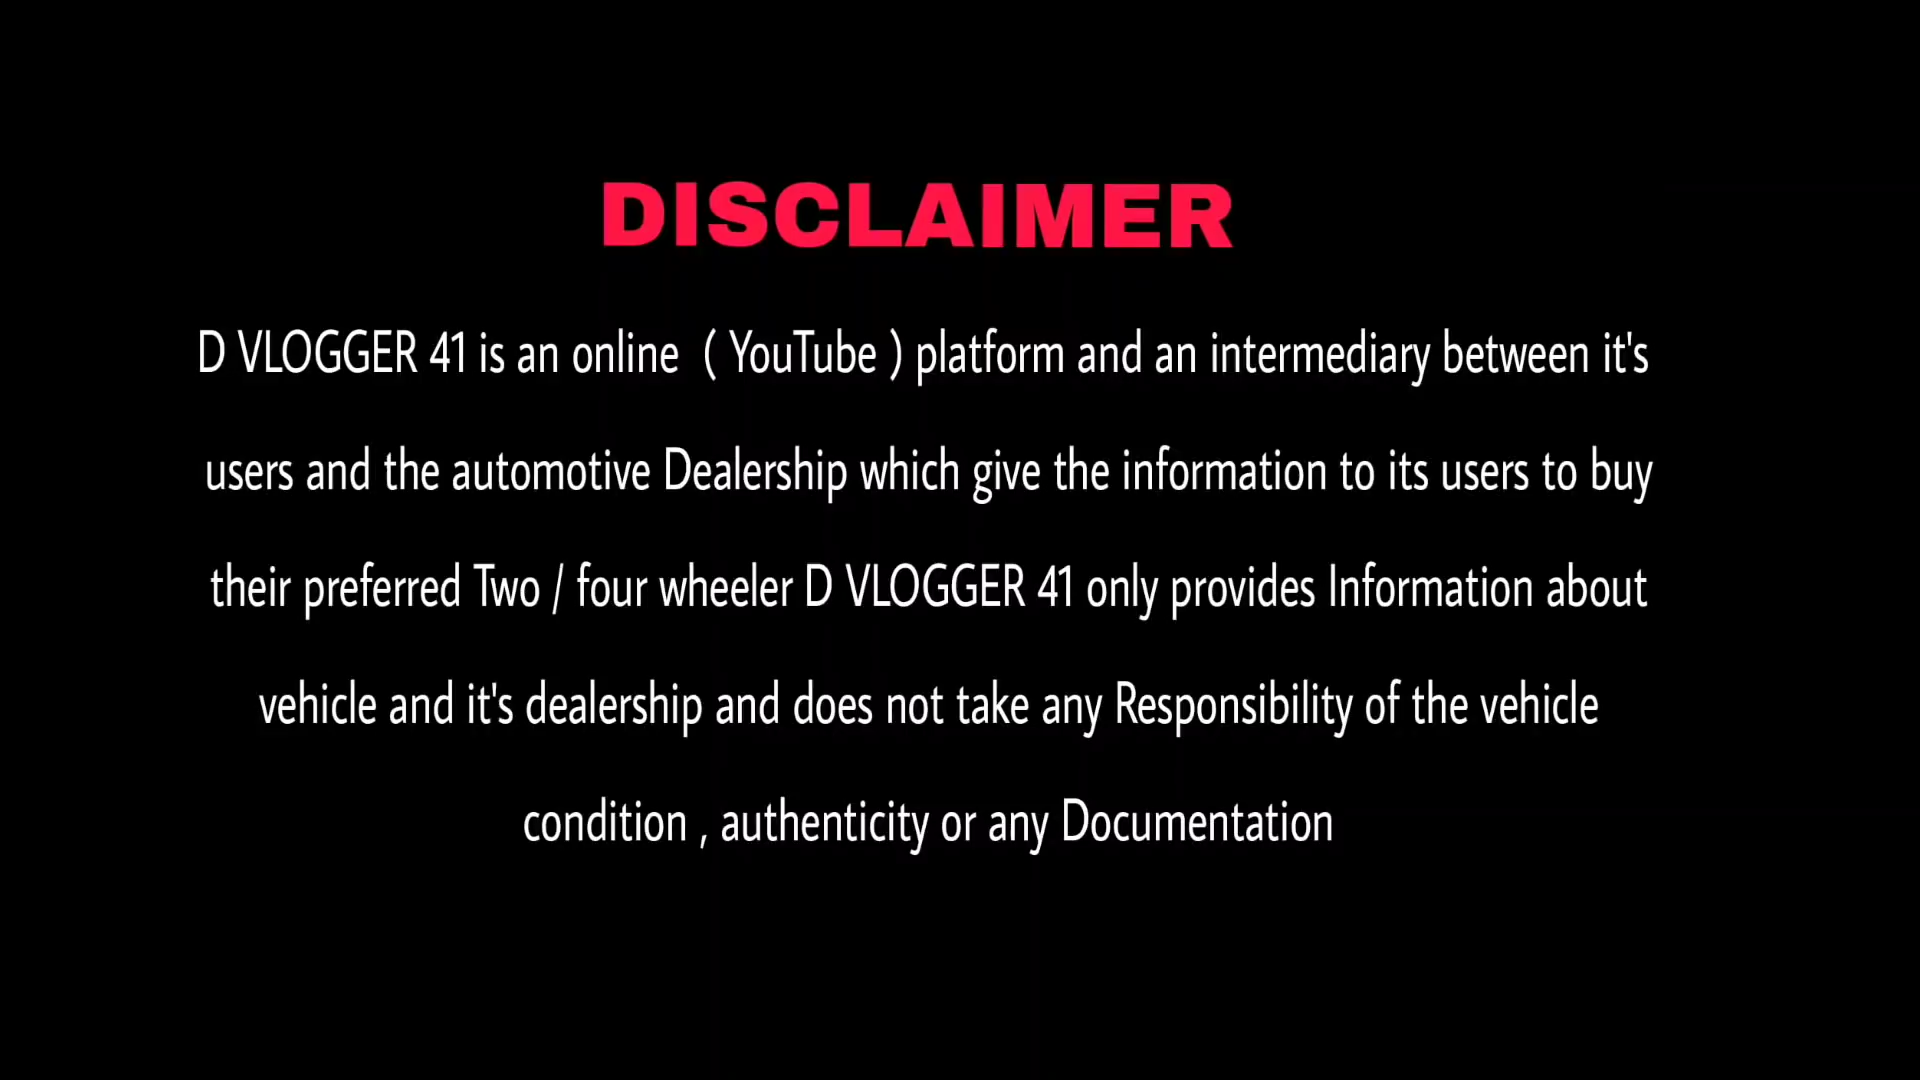 DISCLAIMER
D VLOGGER 41 is an online ( YouTube ) platform and an intermediary between it's
users and the automotive Dealership which give the information to its users to buy
their preferred Two / four wheeler D VLOGGER 41 only provides Information about
vehicle and it's dealership and does not take any Responsibility of the vehicle
condition , authenticity or any Documentation